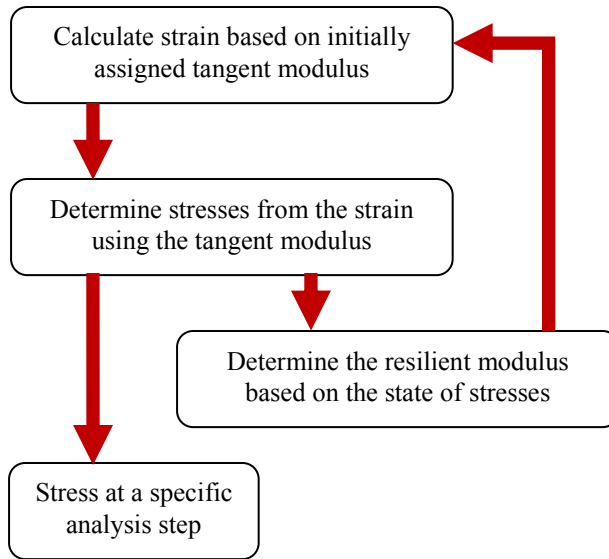 Calculate strain based on initially
assigned tangent modulus
Determine stresses from the strain
using the tangent modulus
Determine the resilient modulus
based on the state of stresses
Stress at a specific
analysis step